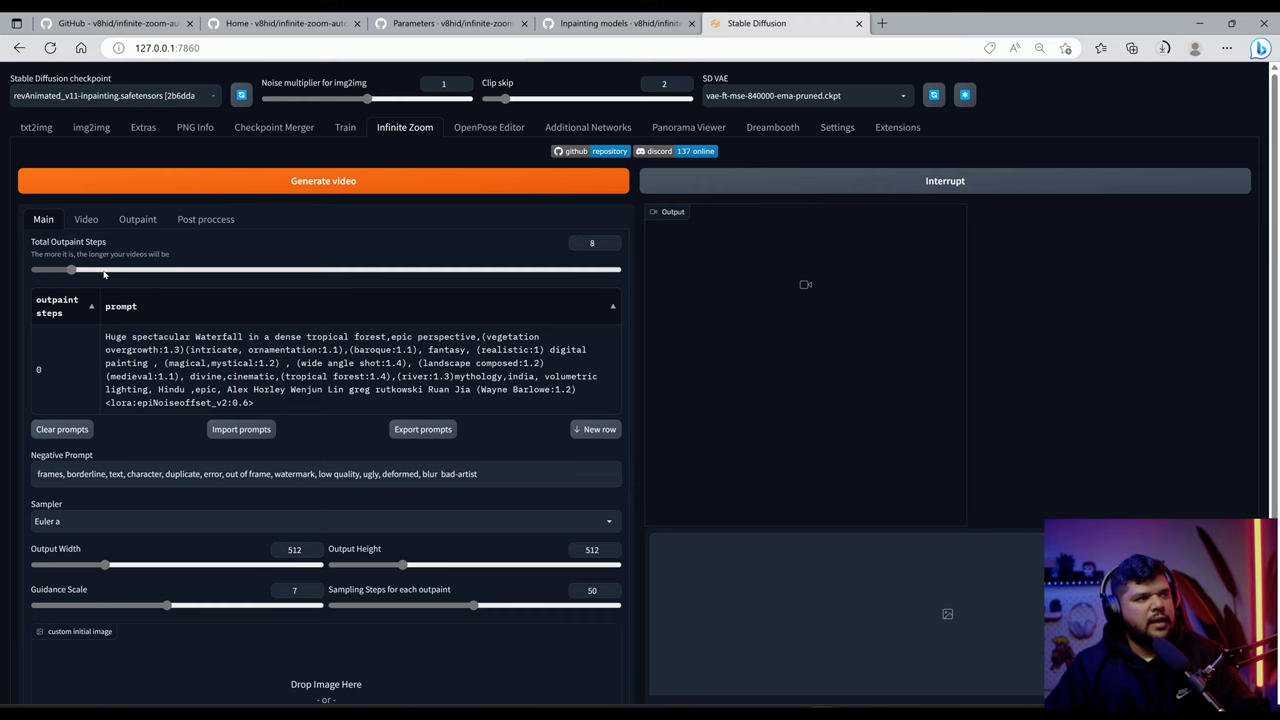 GitHub - v8hid/infinite-zoom-aut
Home · v8hid/infinite-zoom-auto
Parameters · v8hid/infinite-zoom-
Inpainting models · v8hid/infinite
Stable Diffusion
127.0.0.1:7860
Stable Diffusion checkpoint
revAnimated_v11-inpainting.safetensors [2b6dda
Noise multiplier for img2img
1
Clip skip
2
SD VAE
vae-ft-mse-840000-ema-pruned.ckpt
txt2img
img2img
Extras
PNG Info
Checkpoint Merger
Train
Infinite Zoom
OpenPose Editor
Additional Networks
Panorama Viewer
Dreambooth
Settings
Extensions
github repository
discord 137 online
Generate video
Interrupt
Main
Video
Outpaint
Post proccess
Output
Total Outpaint Steps
8
The more it is, the longer your videos will be
outpaint steps
prompt
0
Huge spectacular Waterfall in a dense tropical forest,epic perspective,(vegetation
overgrowth:1.3)(intricate, ornamentation:1.1),(baroque:1.1), fantasy, (realistic:1) digital
painting , (magical,mystical:1.2) , (wide angle shot:1.4), (landscape composed:1.2)
(medieval:1.1), divine,cinematic,(tropical forest:1.4),(river:1.3)mythology,india, volumetric
lighting, Hindu ,epic, Alex Horley Wenjun Lin greg rutkowski Ruan Jia (Wayne Barlowe:1.2)
<lora:epiNoiseoffset_v2:0.6>
Clear prompts
Import prompts
Export prompts
↓ New row
Negative Prompt
frames, borderline, text, character, duplicate, error, out of frame, watermark, low quality, ugly, deformed, blur bad-artist
Sampler
Euler a
Output Width
512
Output Height
512
Guidance Scale
7
Sampling Steps for each outpaint
50
custom initial image
Drop Image Here
- or -